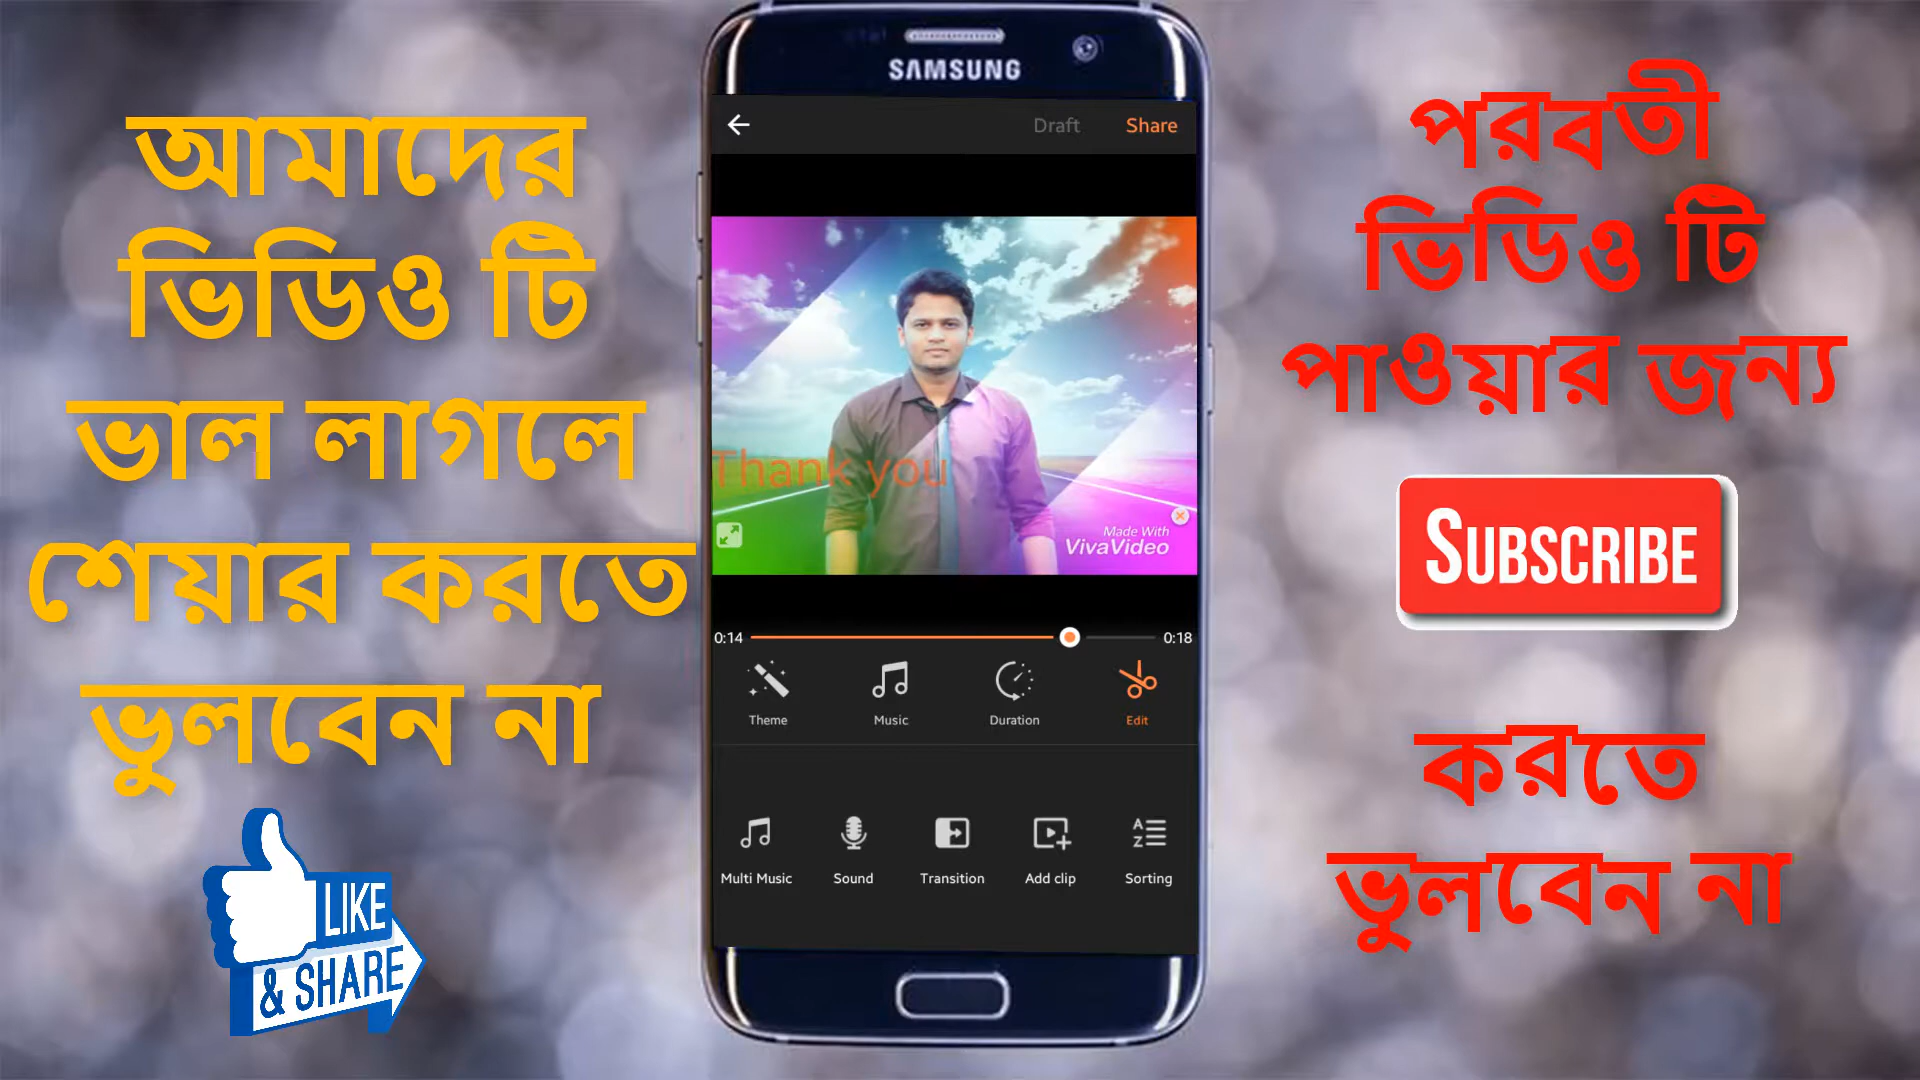 আমাদের
ভিডিও টি
ভাল লাগলে
শেয়ার করতে
ভুলবেন না
LIKE
& SHARE
SAMSUNG
Draft Share
Thank you
Made With
VivaVideo
0:14 0:18
Theme Music Duration Edit
Multi Music Sound Transition Add clip Sorting
A
Z
পরবতী
ভিডিও টি
পাওয়ার জন্য
SUBSCRIBE
করতে
ভুলবেন না